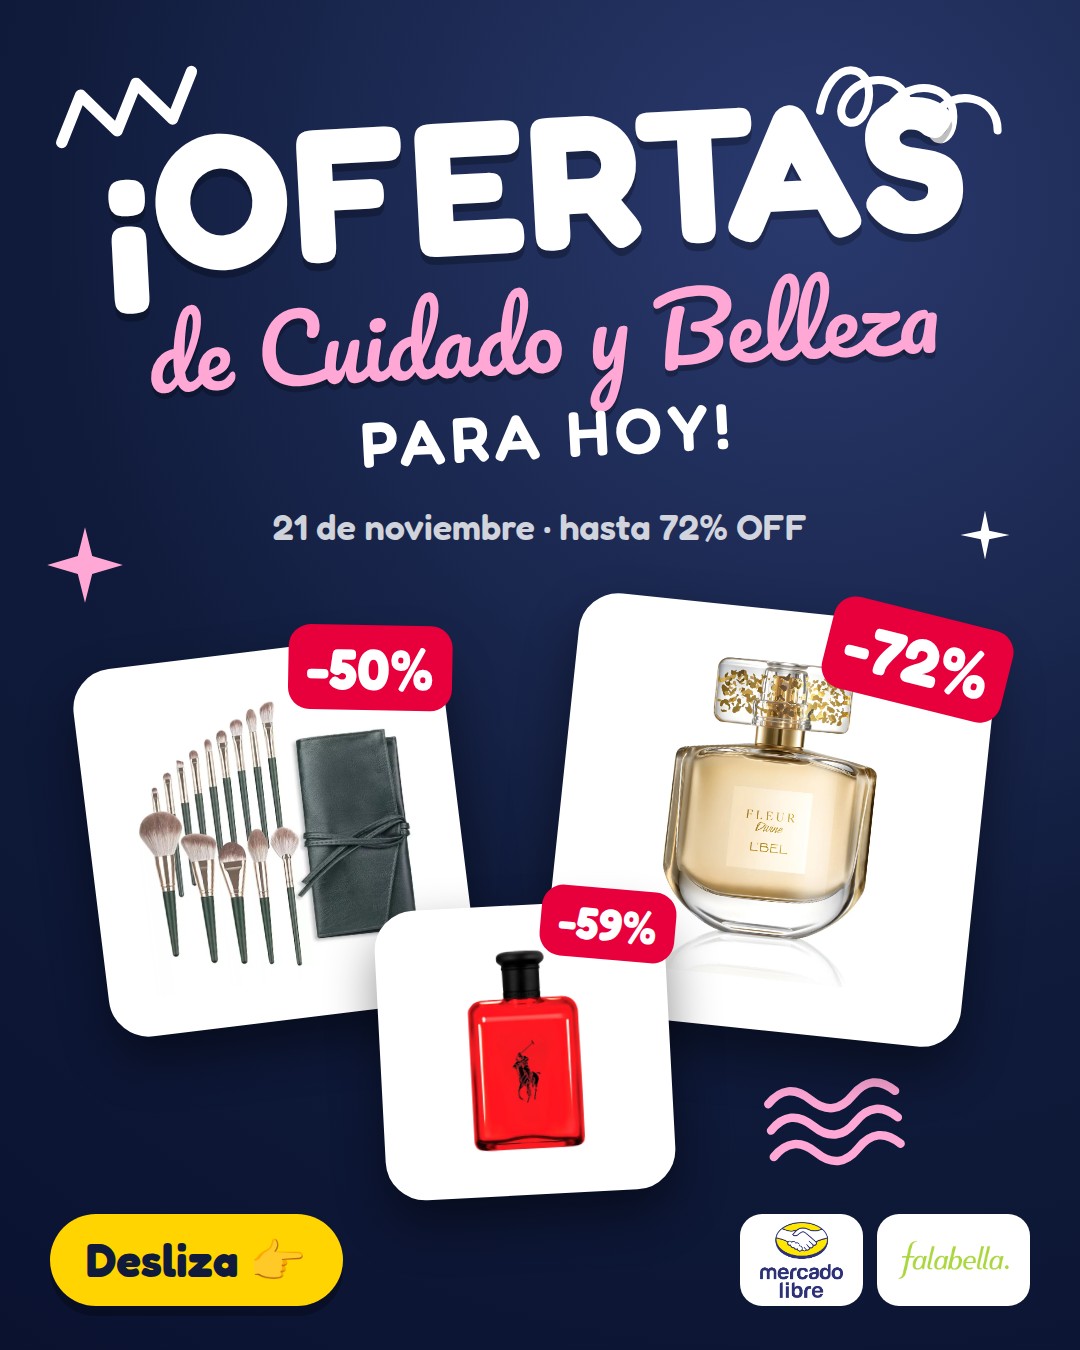 ¡OFERTAS
de Cuidado y Belleza
PARA HOY!
21 de noviembre · hasta 72% OFF
-50%
-72%
FLEUR
Divine
L'BEL
-59%
Desliza 👉
mercado
libre
falabella.